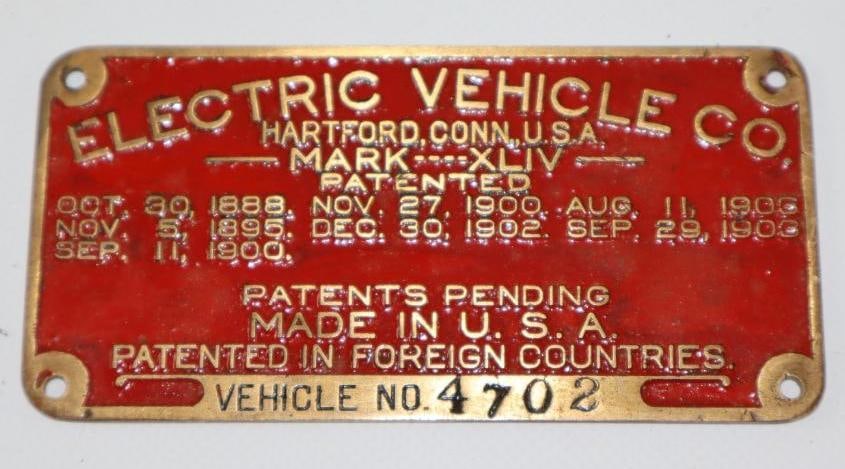 ELECTRIC VEHICLE CO.
HARTFORD, CONN., U.S.A.
MARK----XLIV
PATENTED
OCT. 30, 1888. NOV. 27, 1900. AUG. 11, 1903
NOV. 5, 1895. DEC. 30, 1902. SEP. 29, 1903
SEP. 11, 1900.
PATENTS PENDING
MADE IN U. S. A.
PATENTED IN FOREIGN COUNTRIES.
VEHICLE NO. 4702